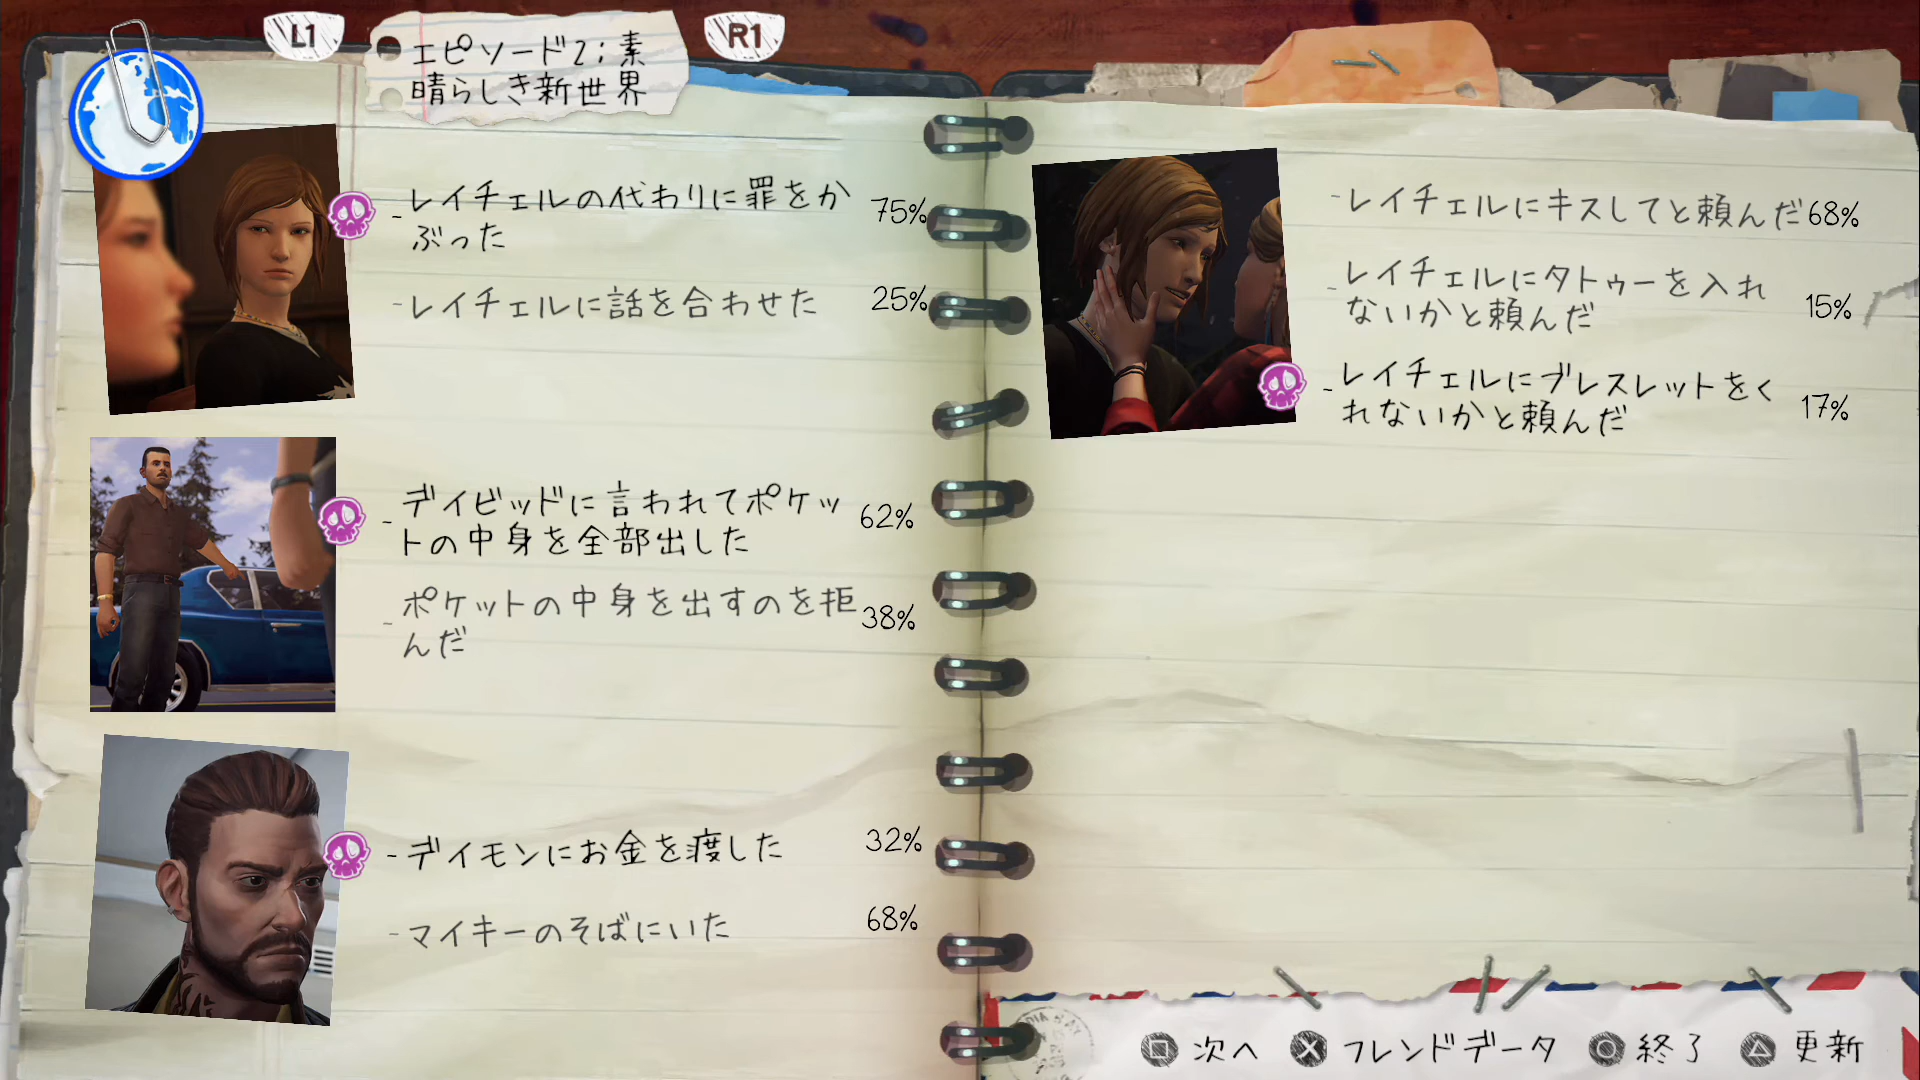 L1
エピソード2:素
晴らしき新世界
R1
-レイチェルの代わりに罪をか
ぶった
75%
-レイチェルに話を合わせた
25%
-デイビッドに言われてポケッ
トの中身を全部出した
62%
-ポケットの中身を出すのを拒
んだ
38%
-デイモンにお金を渡した
32%
-マイキーのそばにいた
68%
-レイチェルにキスしてと頼んだ
68%
-レイチェルにタトゥーを入れ
ないかと頼んだ
15%
-レイチェルにブレスレットをく
れないかと頼んだ
17%
次へ
フレンドデータ
終了
更新